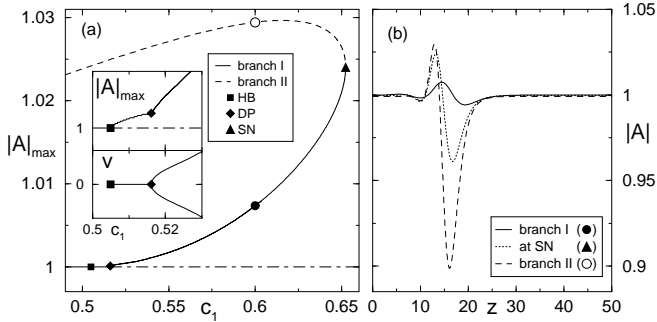 (a)
1.03
1.02
1.01
1
|A|max
0.5
0.55
0.6
0.65
c1
branch I
branch II
HB
DP
SN
|A|max
1
v
0
0.5
c1
0.52
(b)
1.05
1
|A|
0.95
0.9
branch I (●)
at SN (▲)
branch II (○)
0
10
20
z
30
40
50